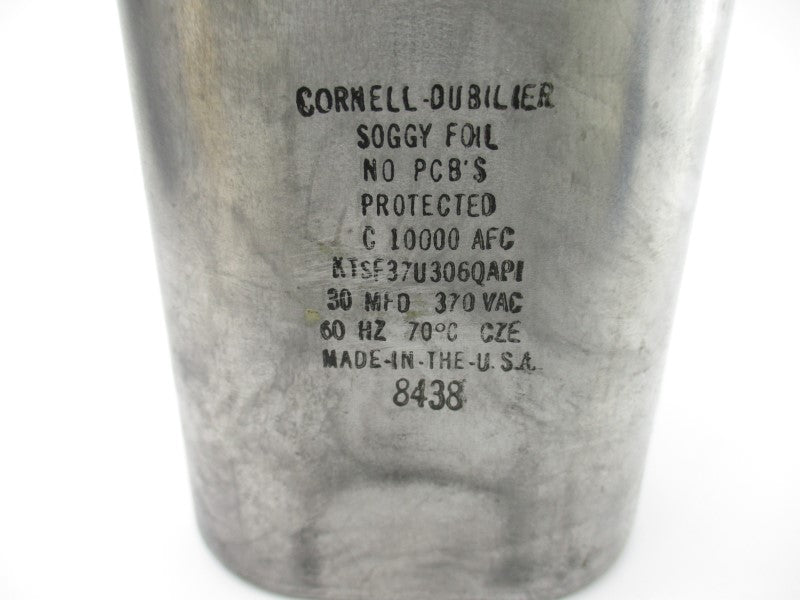 CORNELL-DUBILIER
SOGGY FOIL
NO PCB'S
PROTECTED
C 10000 AFC
KTSF37U306QAPI
30 MFD 370 VAC
60 HZ 70°C CZE
MADE-IN-THE-U.S.A.
8438